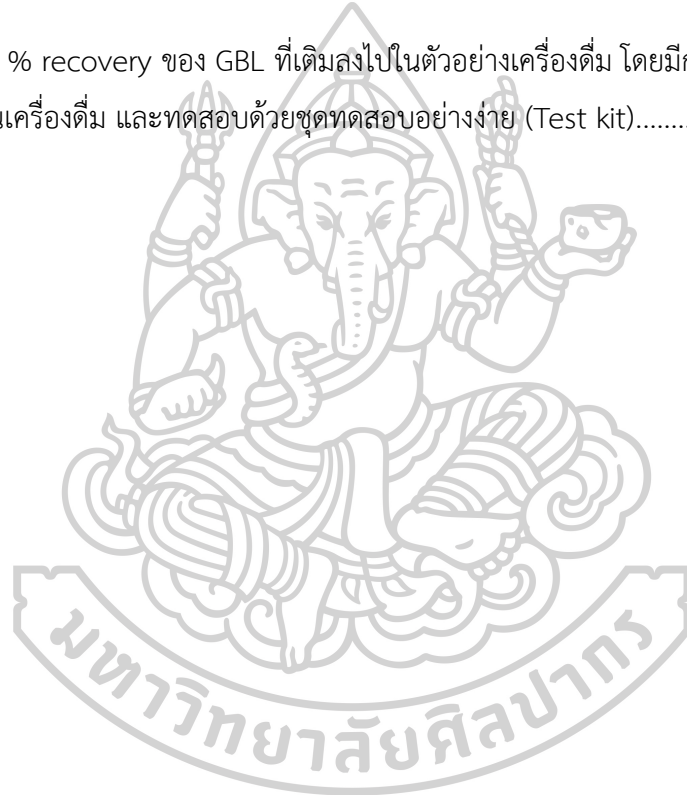 % recovery ของ GBL ที่เติมลงไปในตัวอย่างเครื่องดื่ม โดยมี
เครื่องดื่ม และทดสอบด้วยชุดทดสอบอย่างง่าย (Test kit)........
มหาวิทยาลัยศิลปากร